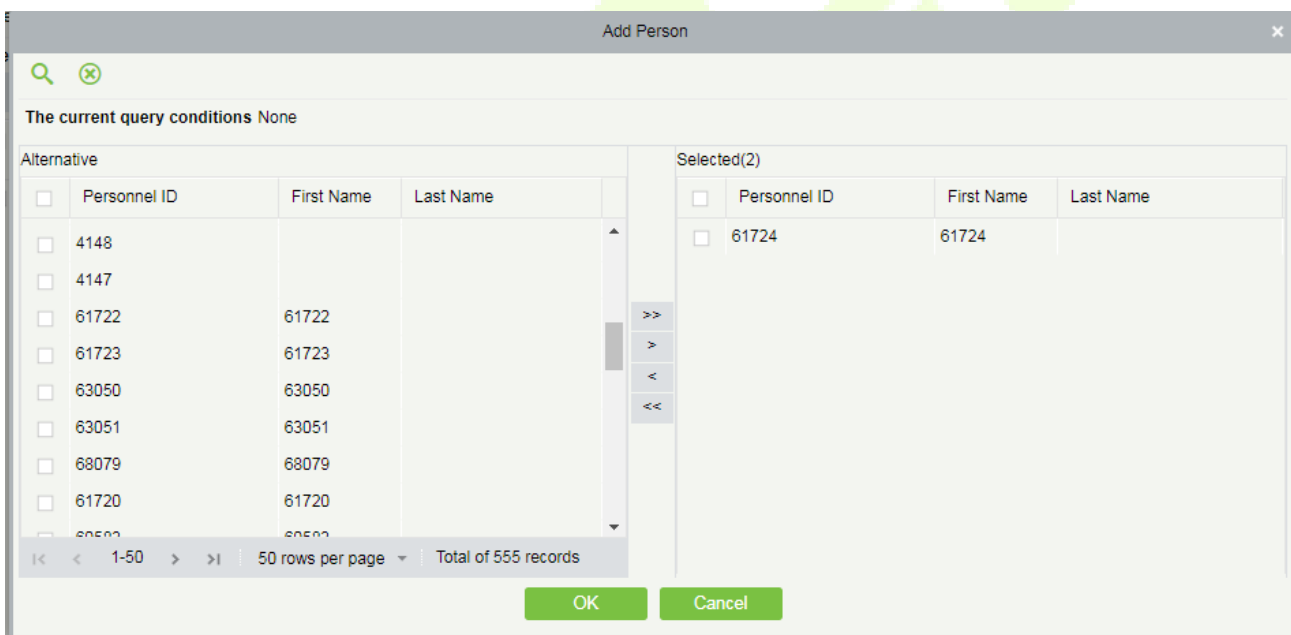 Add Person
The current query conditions None
Alternative
Personnel ID First Name Last Name
4148
4147
61722 61722
61723 61723
63050 63050
63051 63051
68079 68079
61720 61720
1-50 50 rows per page Total of 555 records
>>
>
<
<<
Selected(2)
Personnel ID First Name Last Name
61724 61724
OK Cancel